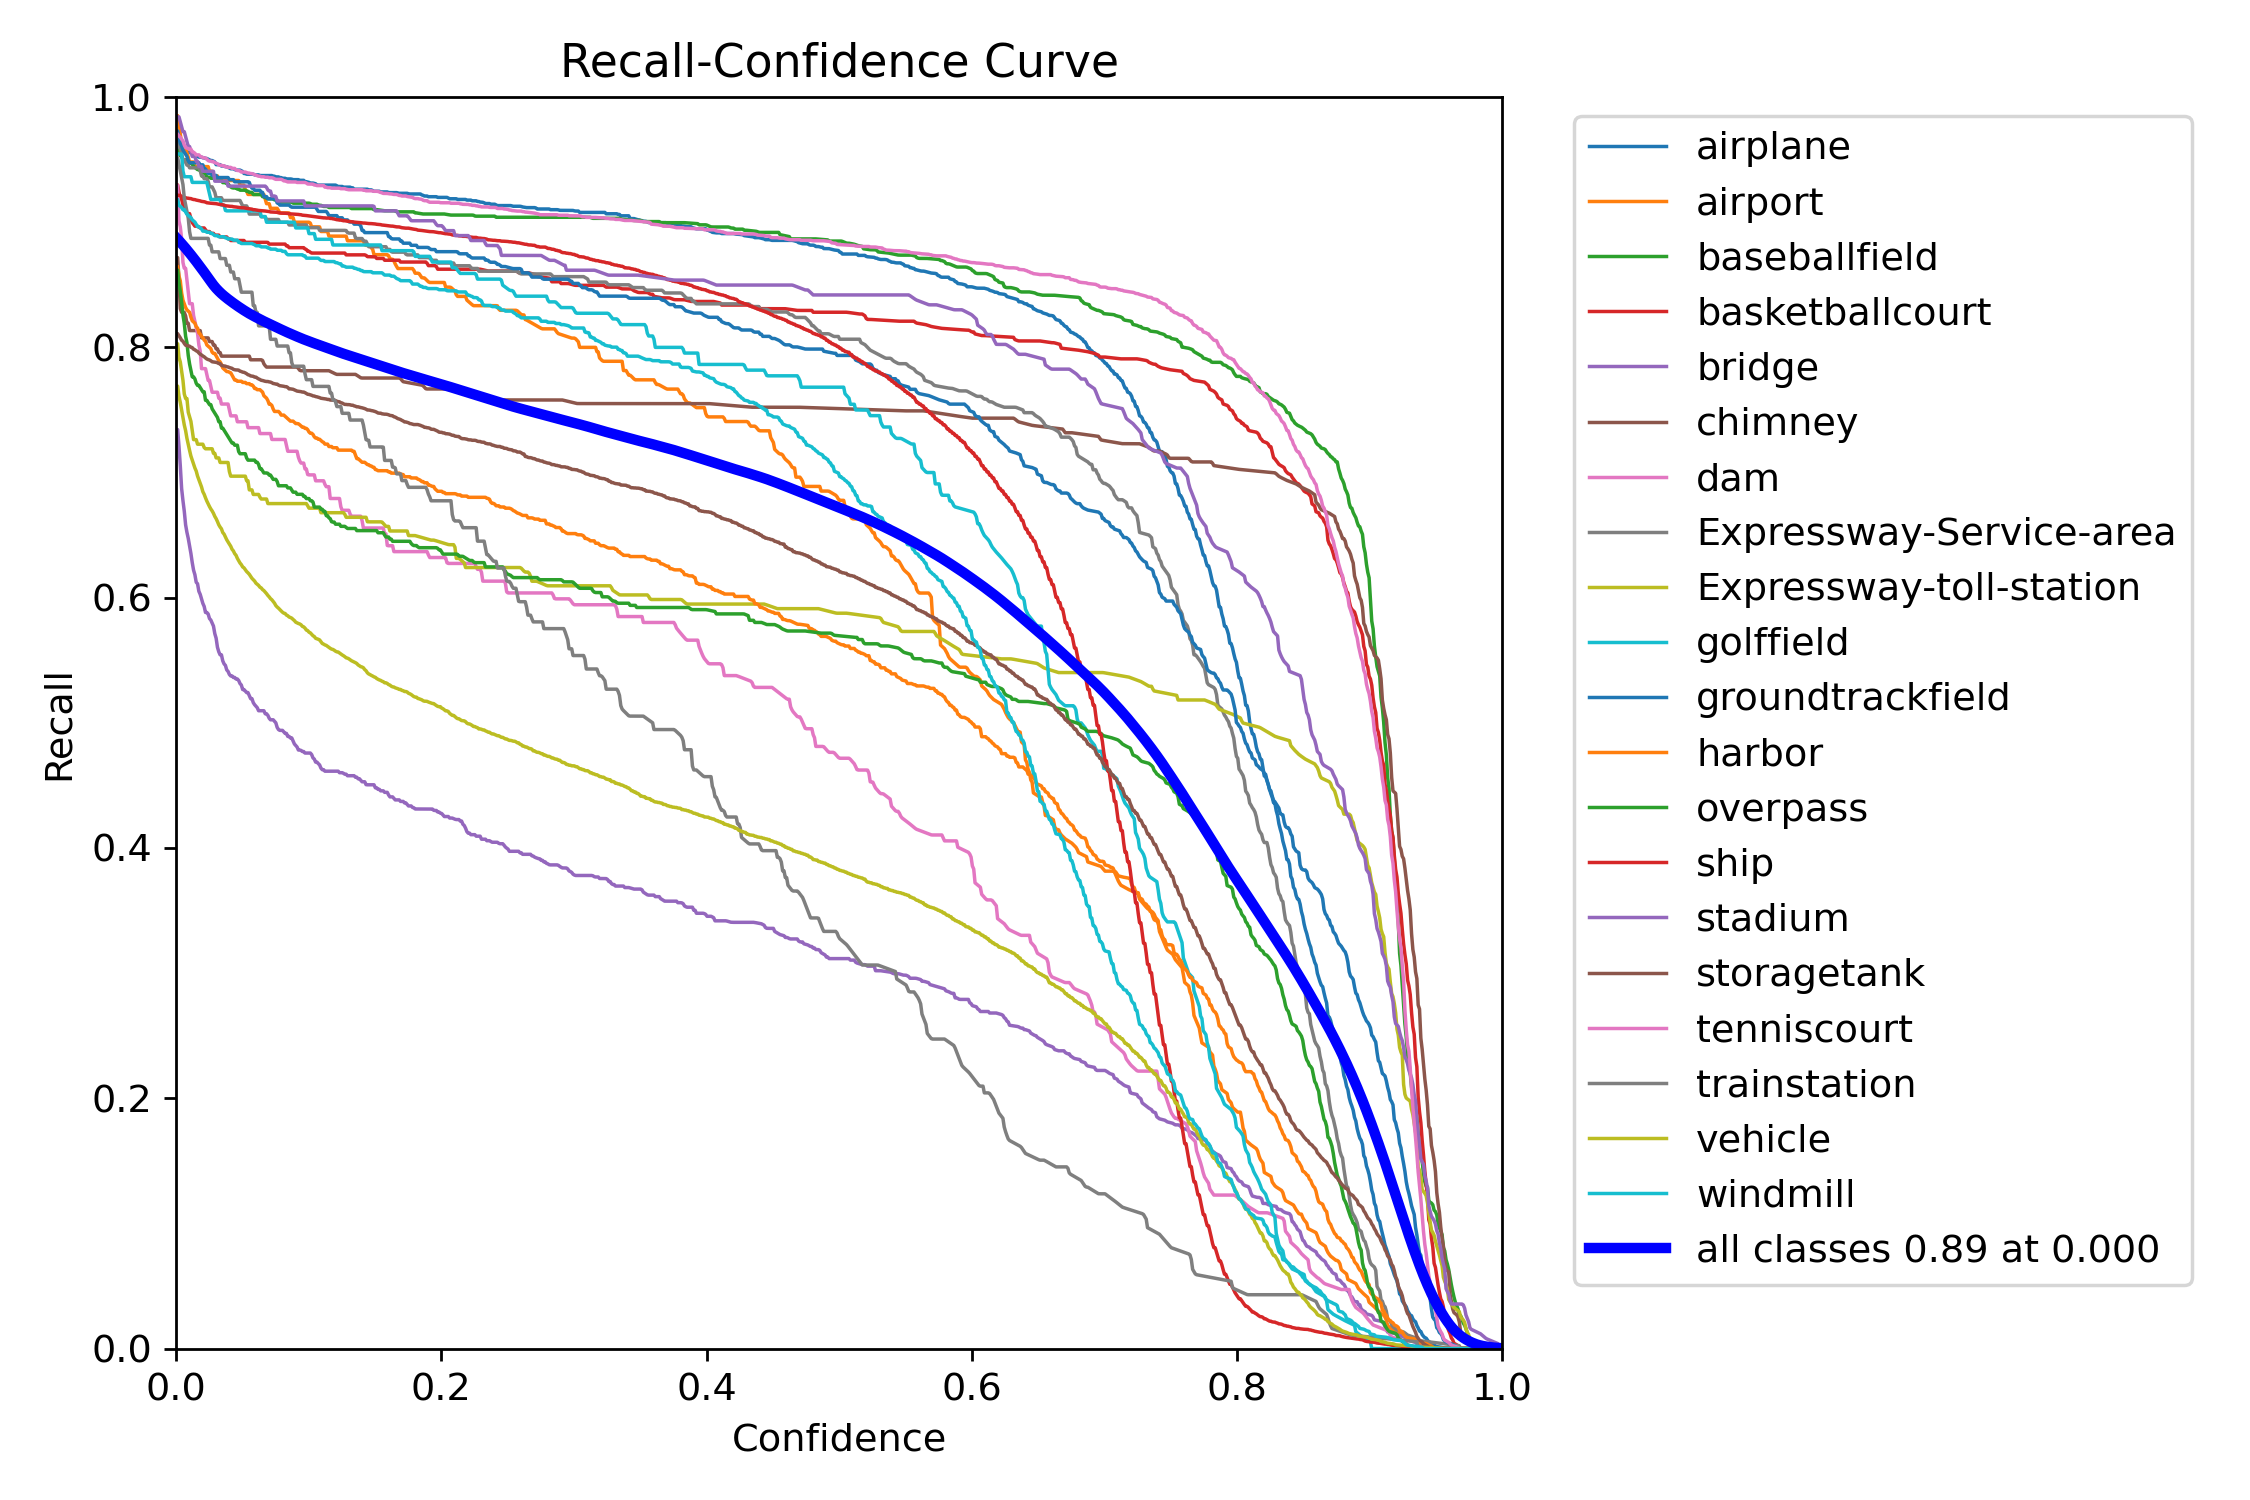 Recall-Confidence Curve
1.0
0.8
0.6
0.4
0.2
0.0
Recall
0.0 0.2 0.4 0.6 0.8 1.0
Confidence
airplane
airport
baseballfield
basketballcourt
bridge
chimney
dam
Expressway-Service-area
Expressway-toll-station
golffield
groundtrackfield
harbor
overpass
ship
stadium
storagetank
tenniscourt
trainstation
vehicle
windmill
all classes 0.89 at 0.000